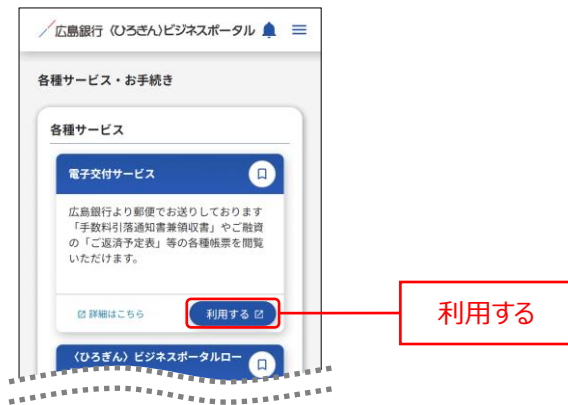 広島銀行〈ひろぎん〉ビジネスポータル
各種サービス・お手続き
各種サービス
電子交付サービス
広島銀行より郵便でお送りしております
「手数料引落通知書兼領収書」やご融資
の「ご返済予定表」等の各種帳票を閲覧
いただけます。
詳細はこちら
利用する
利用する
〈ひろぎん〉ビジネスポータルロー